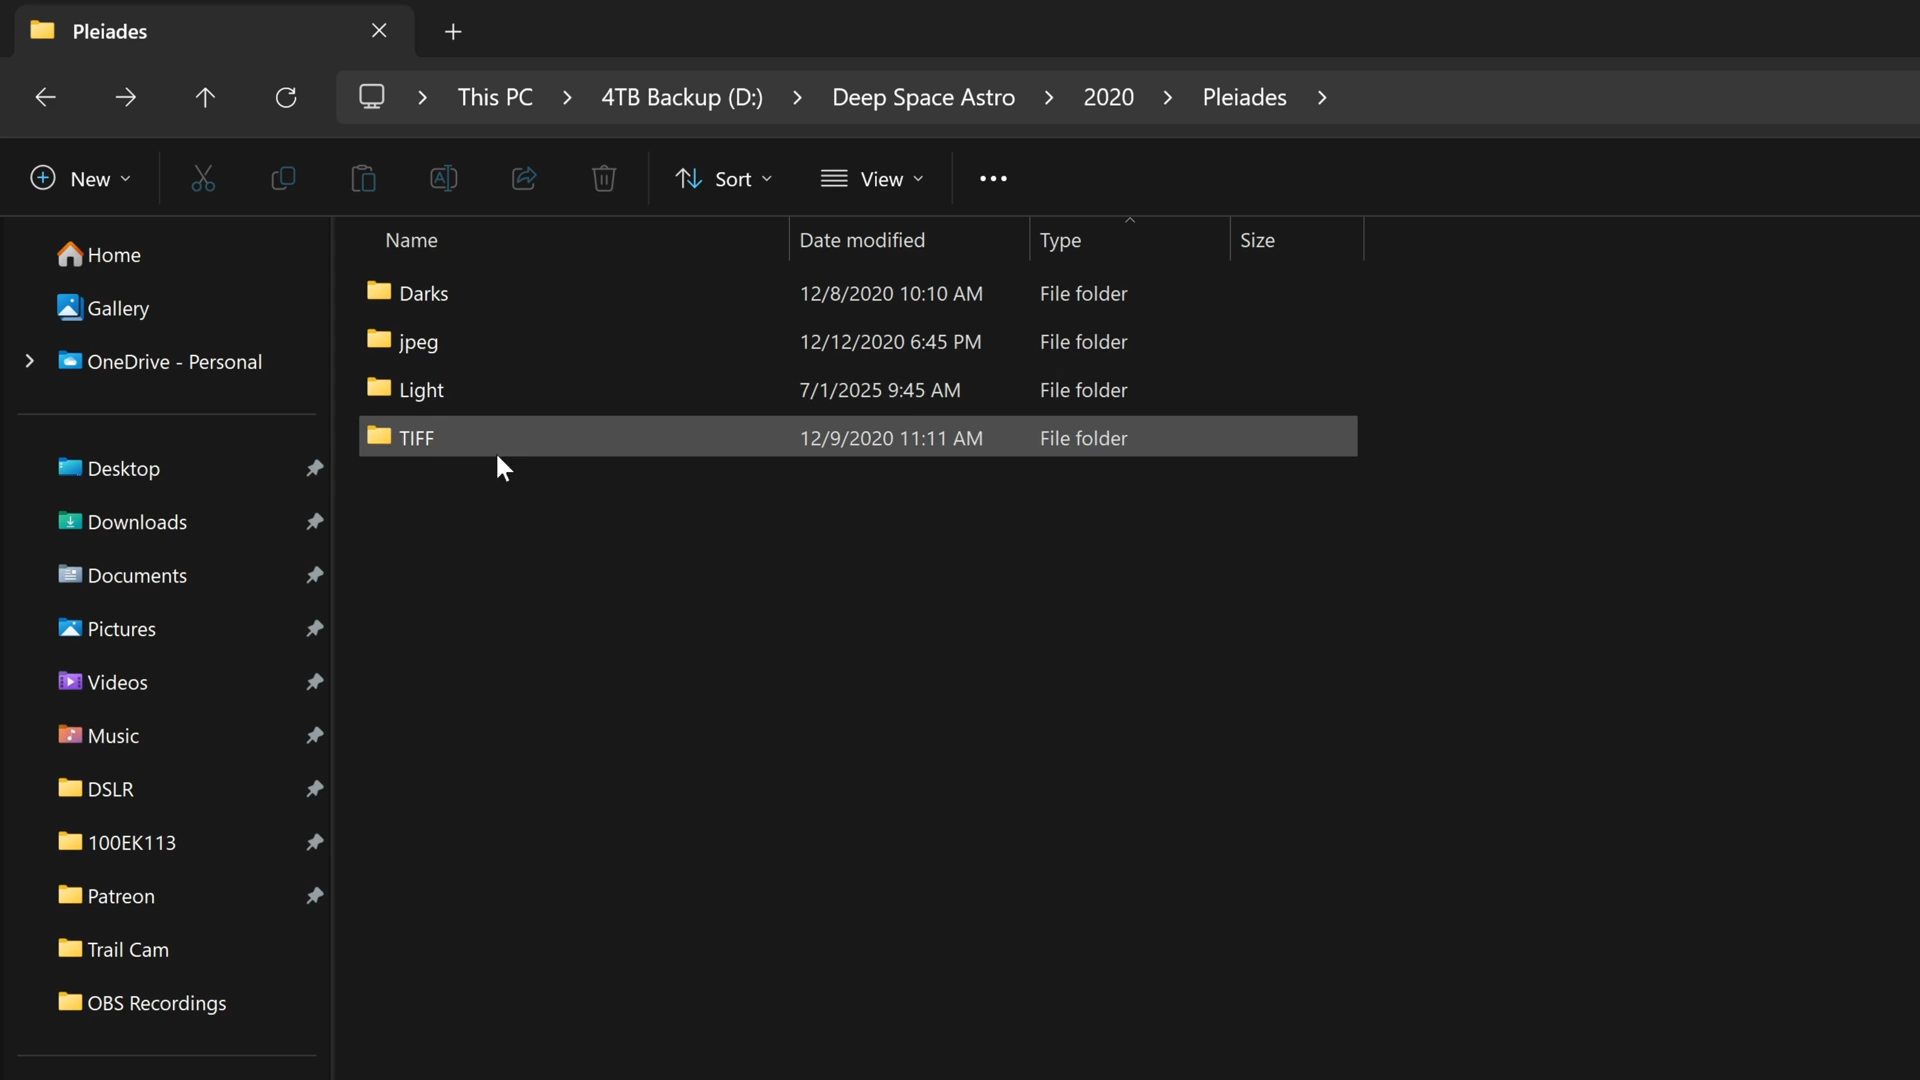 Pleiades
This PC > 4TB Backup (D:) > Deep Space Astro > 2020 > Pleiades >
New Sort View
Name Date modified Type Size
Darks 12/8/2020 10:10 AM File folder
jpeg 12/12/2020 6:45 PM File folder
Light 7/1/2025 9:45 AM File folder
TIFF 12/9/2020 11:11 AM File folder
Home
Gallery
OneDrive - Personal
Desktop
Downloads
Documents
Pictures
Videos
Music
DSLR
100EK113
Patreon
Trail Cam
OBS Recordings